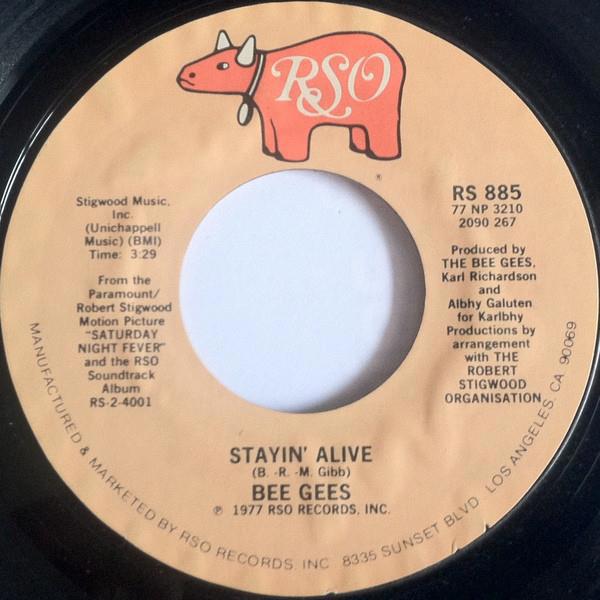 RSO
®
Stigwood Music,
Inc.
(Unichappell
Music) (BMI)
Time: 3:29
From the
Paramount/
Robert Stigwood
Motion Picture
"SATURDAY
NIGHT FEVER"
and the RSO
Soundtrack
Album
RS-2-4001
RS 885
77 NP 3210
2090 267
Produced by
THE BEE GEES,
Karl Richardson
and
Albhy Galuten
for Karlbhy
Productions by
arrangement
with THE
ROBERT
STIGWOOD
ORGANISATION
STAYIN' ALIVE
(B. -R. -M. Gibb)
BEE GEES
℗ 1977 RSO RECORDS, INC.
MANUFACTURED & MARKETED BY RSO RECORDS, INC 8335 SUNSET BLVD LOS ANGELES, CA. 90069